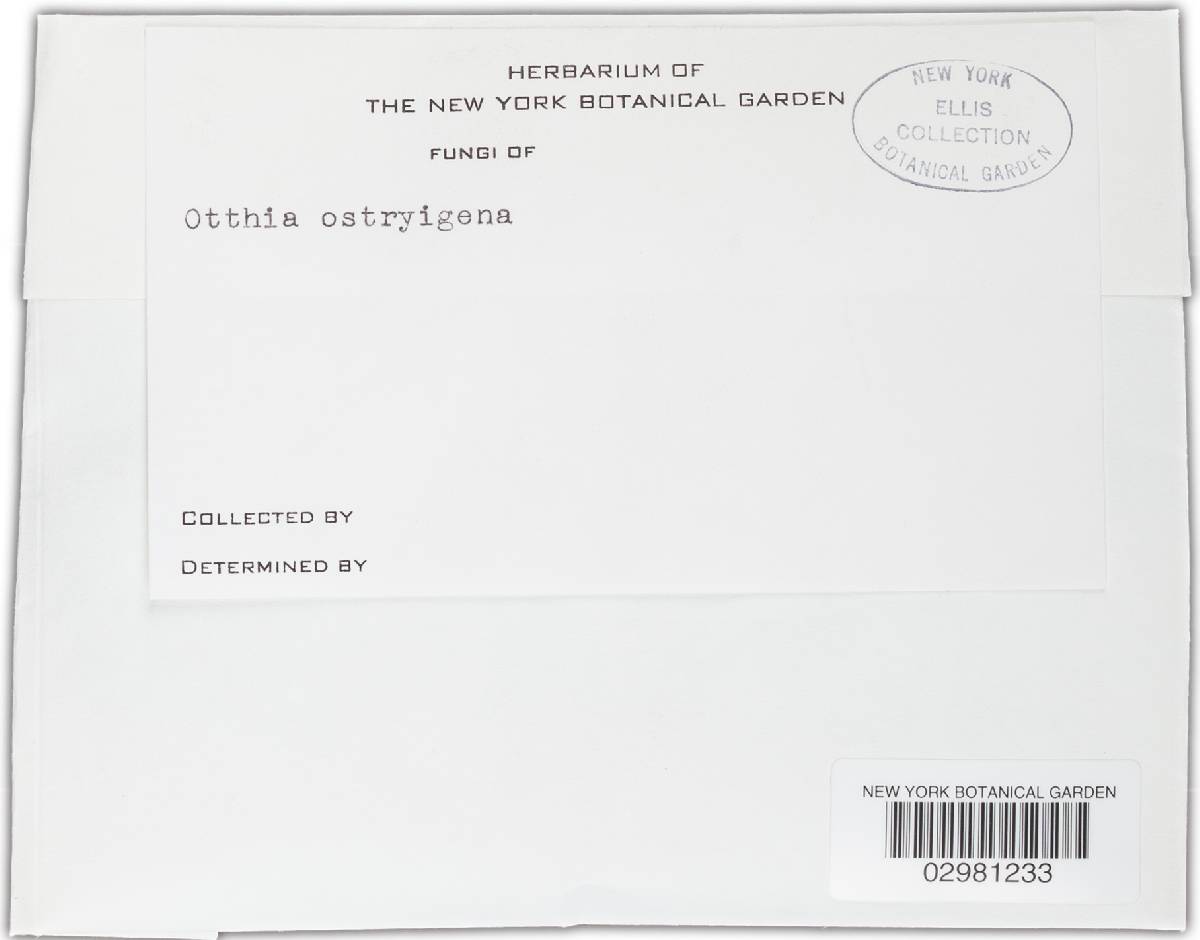 HERBARIUM OF
THE NEW YORK BOTANICAL GARDEN
FUNGI OF
NEW YORK
ELLIS
COLLECTION
BOTANICAL GARDEN
Otthia ostryigena
COLLECTED BY
DETERMINED BY
NEW YORK BOTANICAL GARDEN
02981233